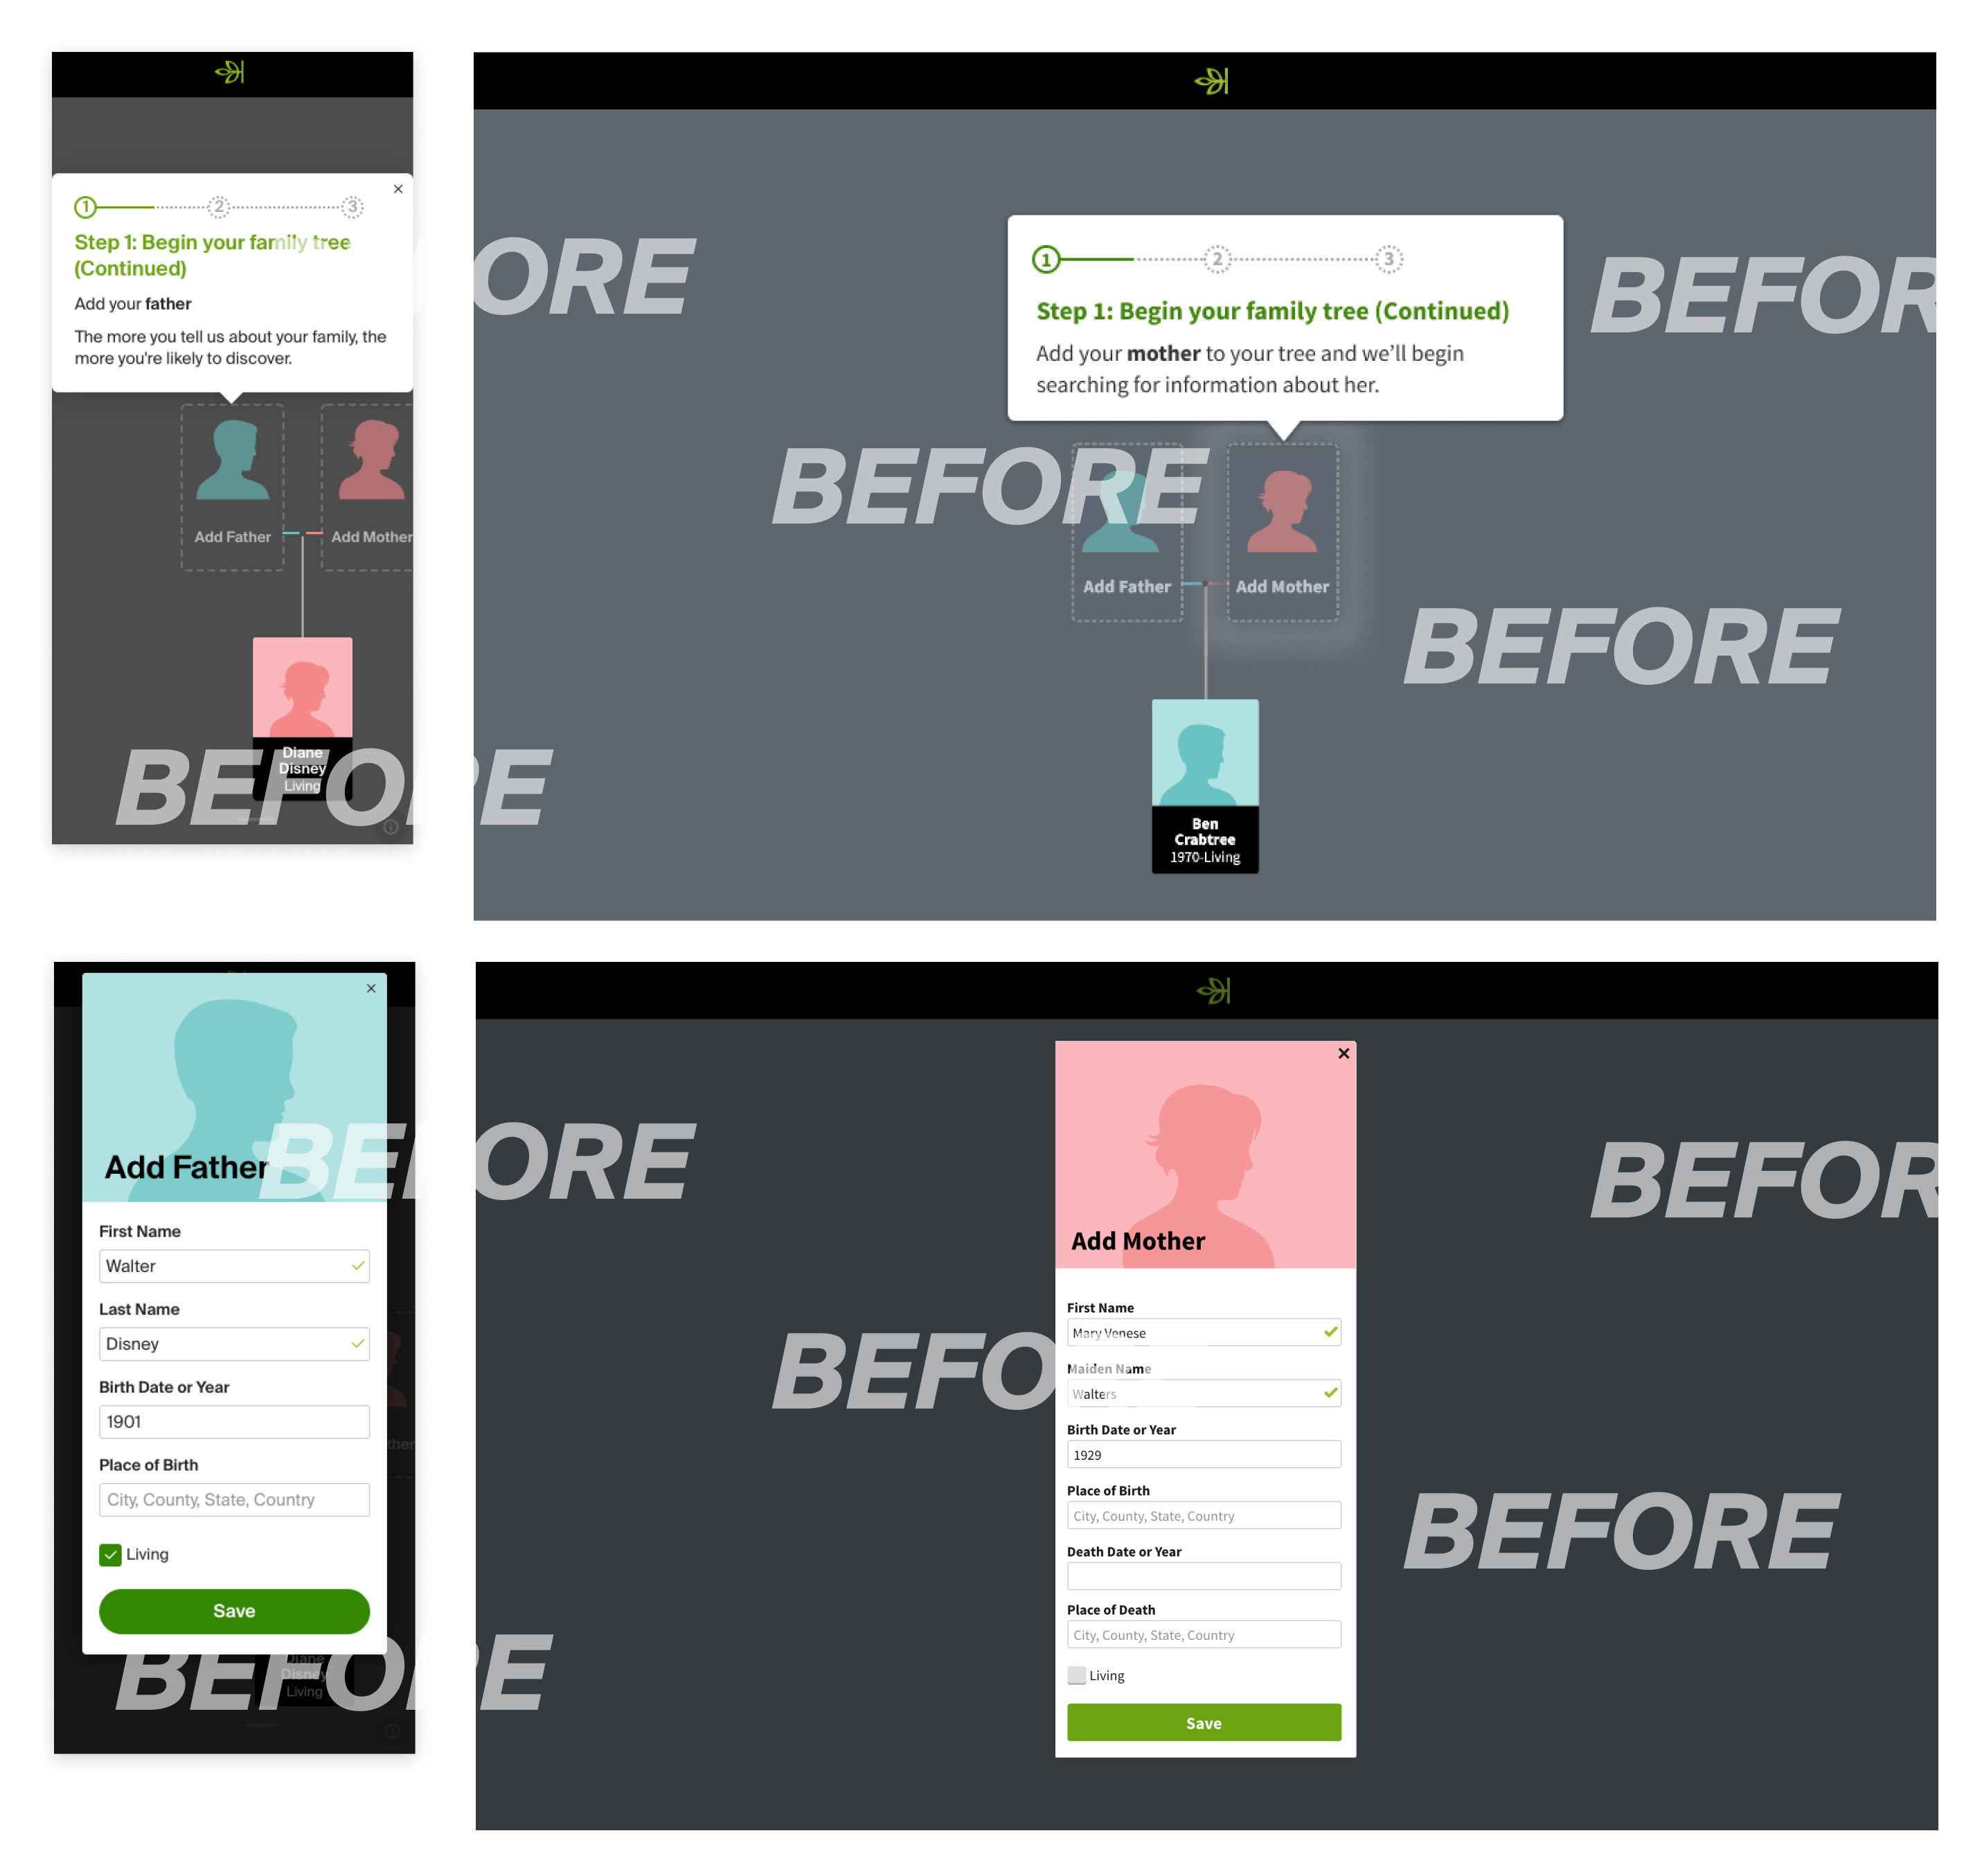 1
2
3
Step 1: Begin your family tree
(Continued)
Add your father
The more you tell us about your family, the
more you're likely to discover.
Add Father
Add Mother
Diane
Disney
Living
BEFORE
1
2
3
Step 1: Begin your family tree (Continued)
Add your mother to your tree and we'll begin
searching for information about her.
ORE
BEFOR
BEFORE
Add Father
Add Mother
BEFORE
Ben
Crabtree
1970-Living
Add Father
First Name
Walter
Last Name
Disney
Birth Date or Year
1901
Place of Birth
City, County, State, Country
Living
Save
ther
Diane
Disney
Living
BEFORE
BEFORE
BEFOR
BEFO
BEFORE
Add Mother
First Name
Mary Venese
Maiden Name
Walters
Birth Date or Year
1929
Place of Birth
City, County, State, Country
Death Date or Year
Place of Death
City, County, State, Country
Living
Save